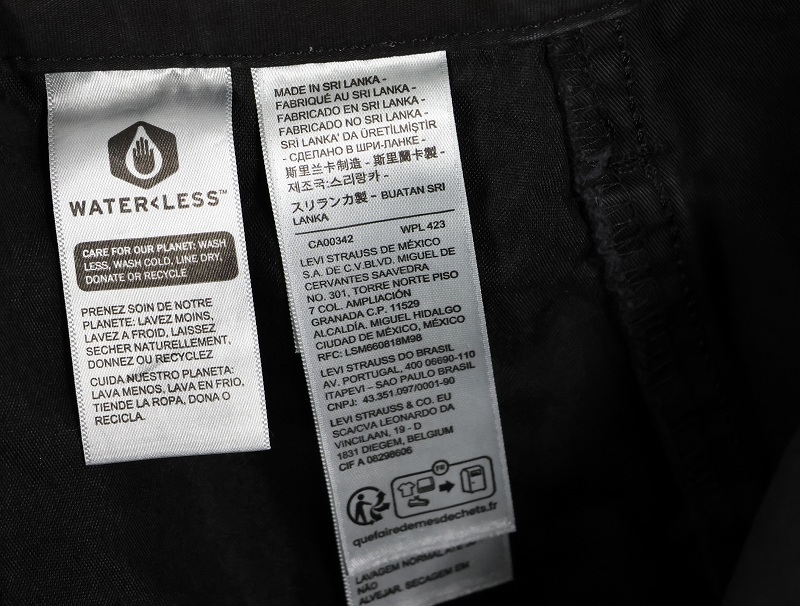 WATER<LESS™
CARE FOR OUR PLANET: WASH
LESS, WASH COLD, LINE DRY,
DONATE OR RECYCLE
PRENEZ SOIN DE NOTRE
PLANETE: LAVEZ MOINS,
LAVEZ A FROID, LAISSEZ
SECHER NATURELLEMENT,
DONNEZ OU RECYCLEZ
CUIDA NUESTRO PLANETA:
LAVA MENOS, LAVA EN FRIO,
TIENDE LA ROPA, DONA O
RECICLA.
MADE IN SRI LANKA -
FABRIQUÉ AU SRI LANKA -
FABRICADO EN SRI LANKA -
FABRICADO NO SRI LANKA -
SRİ LANKA' DA ÜRETİLMİŞTİR
- СДЕЛАНО В ШРИ-ЛАНКЕ -
斯里兰卡制造 - 斯里蘭卡製 -
제조국:스리랑카 -
スリランカ製 - BUATAN SRI
LANKA
CA00342 WPL 423
LEVI STRAUSS DE MÉXICO
S.A. DE C.V.BLVD. MIGUEL DE
CERVANTES SAAVEDRA
NO. 301, TORRE NORTE PISO
7 COL. AMPLIACIÓN
GRANADA C.P. 11529
ALCALDÍA. MIGUEL HIDALGO
CIUDAD DE MÉXICO, MÉXICO
RFC: LSM660818M98
LEVI STRAUSS DO BRASIL
AV. PORTUGAL, 400 06690-110
ITAPEVI – SAO PAULO BRASIL
CNPJ: 43.351.097/0001-90
LEVI STRAUSS & CO. EU
SCA/CVA LEONARDO DA
VINCILAAN, 19 - D
1831 DIEGEM, BELGIUM
CIF A 08298606
FR
quefairedemesdechets.fr
LAVAGEM NORMAL ATÉ
NÃO
ALVEJAR. SECAGEM EM